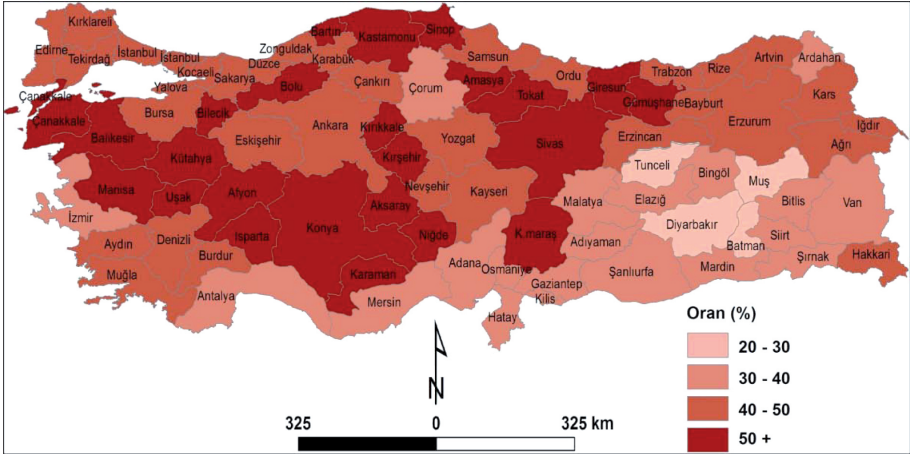 Kırklareli
Edirne
Tekirdağ
İstanbul
İstanbul
Kocaeli
Yalova
Sakarya
Düzce
Zonguldak
Bartın
Karabük
Kastamonu
Sinop
Samsun
Çankırı
Çorum
Amasya
Tokat
Ordu
Giresun
Gümüşhane
Trabzon
Rize
Bayburt
Artvin
Ardahan
Kars
Iğdır
Ağrı
Erzurum
Erzincan
Çanakkale
Çanakkale
Balıkesir
Bursa
Bilecik
Bolu
Eskişehir
Ankara
Kırıkkale
Yozgat
Sivas
Kütahya
Kırşehir
Nevşehir
Kayseri
Manisa
Uşak
Afyon
Aksaray
Niğde
Konya
İzmir
Aydın
Denizli
Isparta
Burdur
Muğla
Antalya
Karaman
Mersin
Adana
Osmaniye
K.maraş
Malatya
Adıyaman
Gaziantep
Kilis
Hatay
Şanlıurfa
Tunceli
Elazığ
Bingöl
Muş
Diyarbakır
Batman
Mardin
Bitlis
Siirt
Şırnak
Van
Hakkari
Oran (%)
20 - 30
30 - 40
40 - 50
50 +
N
325 0 325 km